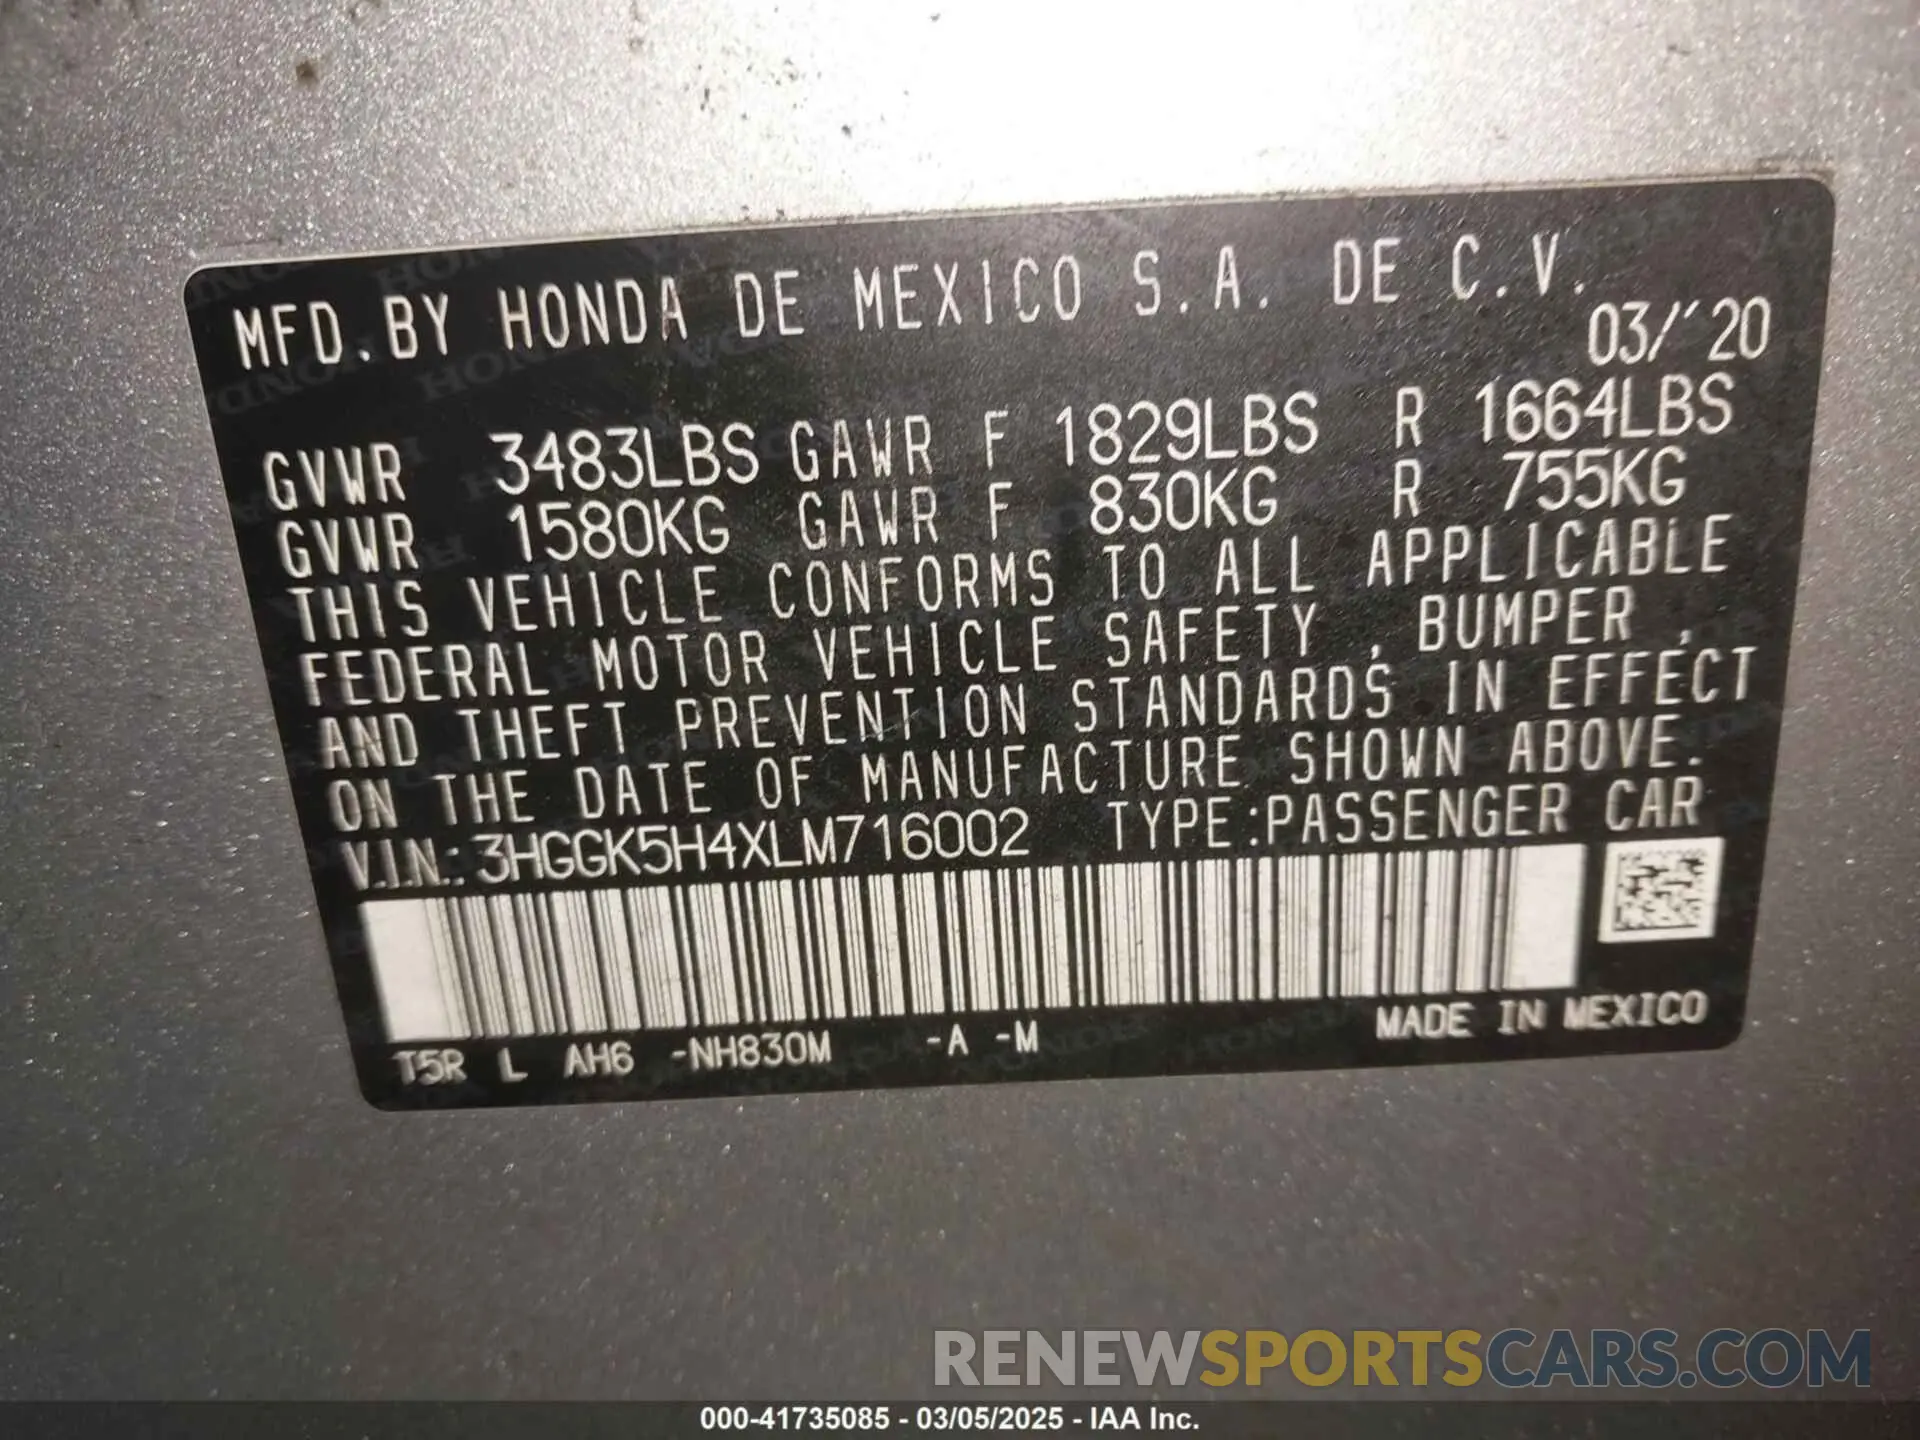 MFD.BY HONDA DE MEXICO S.A. DE C.V.
03/'20
GVWR 3483LBS GAWR F 1829LBS R 1664LBS
GVWR 1580KG GAWR F 830KG R 755KG
THIS VEHICLE CONFORMS TO ALL APPLICABLE
FEDERAL MOTOR VEHICLE SAFETY , BUMPER ,
AND THEFT PREVENTION STANDARDS IN EFFECT
ON THE DATE OF MANUFACTURE SHOWN ABOVE.
V.I.N.: 3HGGK5H4XLM716002 TYPE:PASSENGER CAR
T5R L AH6 -NH830M -A -M MADE IN MEXICO
RENEWSPORTSCARS.COM
000-41735085 - 03/05/2025 - IAA Inc.